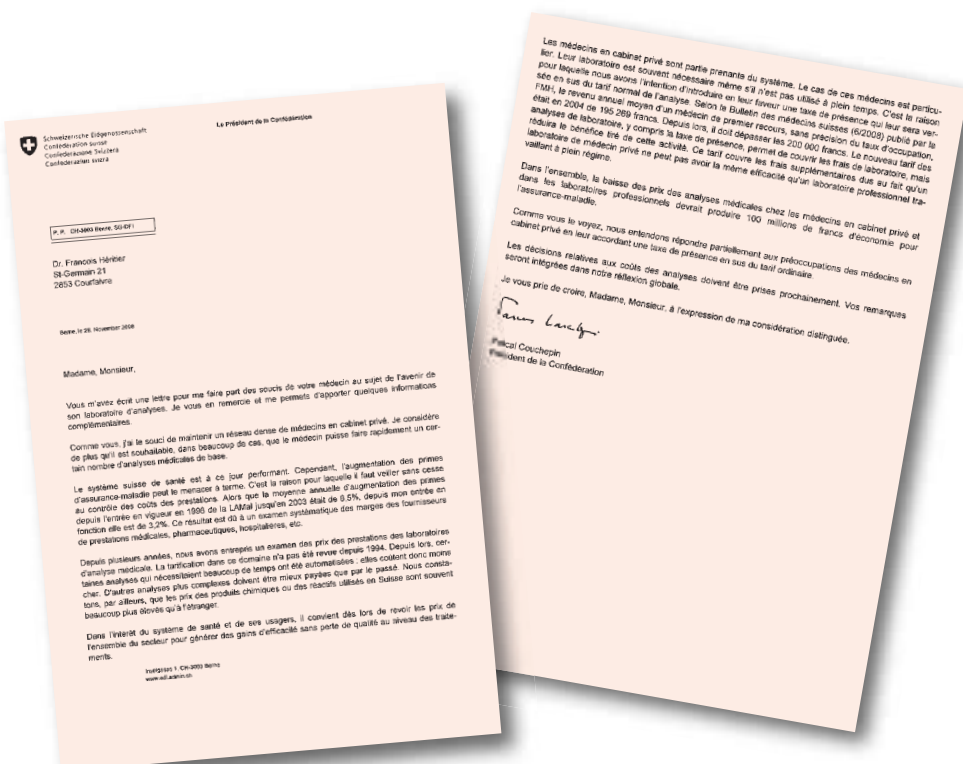 Schweizerische Eidgenossenschaft
Confédération suisse
Confederazione Svizzera
Confederaziun svizra
Le Président de la Confédération
P. P. CH-3003 Berne, SG-DFI
Dr. François Héritier
St-Germain 21
2853 Courfaivre
Berne, le 28. November 2008
Madame, Monsieur,
Vous m'avez écrit une lettre pour me faire part des soucis de votre médecin au sujet de l'avenir de
son laboratoire d'analyses. Je vous en remercie et me permets d'apporter quelques informations
complémentaires.
Comme vous, j'ai le souci de maintenir un réseau dense de médecins en cabinet privé. Je considère
de plus qu'il est souhaitable, dans beaucoup de cas, que le médecin puisse faire rapidement un cer-
tain nombre d'analyses médicales de base.
Le système suisse de santé est à ce jour performant. Cependant, l'augmentation des primes
d'assurance-maladie peut le menacer à terme. C'est la raison pour laquelle il faut veiller sans cesse
au contrôle des coûts des prestations. Alors que la moyenne annuelle d'augmentation des primes
depuis l'entrée en vigueur en 1996 de la LAMal jusqu'en 2003 était de 6,5%, depuis mon entrée en
fonction elle est de 3,2%. Ce résultat est dû à un examen systématique des marges des fournisseurs
de prestations médicales, pharmaceutiques, hospitalières, etc.
Depuis plusieurs années, nous avons entrepris un examen des prix des prestations des laboratoires
d'analyse médicale. La tarification dans ce domaine n'a pas été revue depuis 1994. Depuis lors, cer-
taines analyses qui nécessitaient beaucoup de temps ont été automatisées : elles coûtent donc moins
cher. D'autres analyses plus complexes doivent être mieux payées que par le passé. Nous consta-
tons, par ailleurs, que les prix des produits chimiques ou des réactifs utilisés en Suisse sont souvent
beaucoup plus élevés qu'à l'étranger.
Dans l'intérêt du système de santé et de ses usagers, il convient dès lors de revoir les prix de
l'ensemble du secteur pour générer des gains d'efficacité sans perte de qualité au niveau des traite-
ments.
Inselgasse 1, CH-3003 Berne
www.edi.admin.ch
Les médecins en cabinet privé sont partie prenante du système. Le cas de ces médecins est particu-
lier. Leur laboratoire est souvent nécessaire même s'il n'est pas utilisé à plein temps. C'est la raison
pour laquelle nous avons l'intention d'introduire en leur faveur une taxe de présence qui leur sera ver-
sée en sus du tarif normal de l'analyse. Selon le Bulletin des médecins suisses (6/2008) publié par la
FMH, le revenu annuel moyen d'un médecin de premier recours, sans précision du taux d'occupation,
était en 2004 de 195 269 francs. Depuis lors, il doit dépasser les 200 000 francs. Le nouveau tarif des
analyses de laboratoire, y compris la taxe de présence, permet de couvrir les frais de laboratoire, mais
réduira le bénéfice tiré de cette activité. Ce tarif couvre les frais supplémentaires dus au fait qu'un
laboratoire de médecin privé ne peut pas avoir la même efficacité qu'un laboratoire professionnel tra-
vaillant à plein régime.
Dans l'ensemble, la baisse des prix des analyses médicales chez les médecins en cabinet privé et
dans les laboratoires professionnels devrait produire 100 millions de francs d'économie pour
l'assurance-maladie.
Comme vous le voyez, nous entendons répondre partiellement aux préoccupations des médecins en
cabinet privé en leur accordant une taxe de présence en sus du tarif ordinaire.
Les décisions relatives aux coûts des analyses doivent être prises prochainement. Vos remarques
seront intégrées dans notre réflexion globale.
Je vous prie de croire, Madame, Monsieur, à l'expression de ma considération distinguée.
Pascal Couchepin
Président de la Confédération